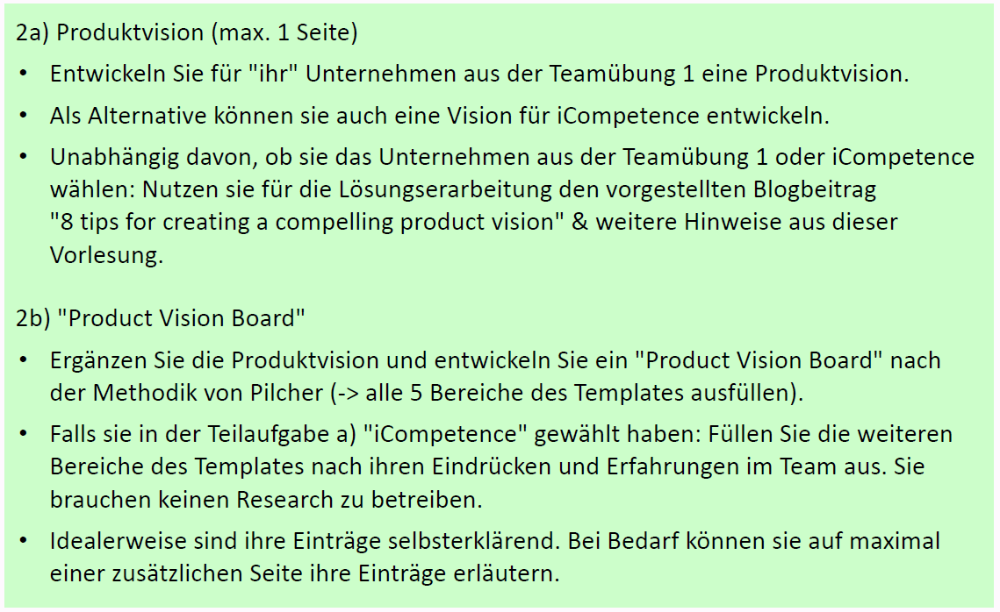 2a) Produktvision (max. 1 Seite)
• Entwickeln Sie für "ihr" Unternehmen aus der Teamübung 1 eine Produktvision.
• Als Alternative können sie auch eine Vision für iCompetence entwickeln.
• Unabhängig davon, ob sie das Unternehmen aus der Teamübung 1 oder iCompetence
wählen: Nutzen sie für die Lösungserarbeitung den vorgestellten Blogbeitrag
"8 tips for creating a compelling product vision" & weitere Hinweise aus dieser
Vorlesung.
2b) "Product Vision Board"
• Ergänzen Sie die Produktvision und entwickeln Sie ein "Product Vision Board" nach
der Methodik von Pilcher (-> alle 5 Bereiche des Templates ausfüllen).
• Falls sie in der Teilaufgabe a) "iCompetence" gewählt haben: Füllen Sie die weiteren
Bereiche des Templates nach ihren Eindrücken und Erfahrungen im Team aus. Sie
brauchen keinen Research zu betreiben.
• Idealerweise sind ihre Einträge selbsterklärend. Bei Bedarf können sie auf maximal
einer zusätzlichen Seite ihre Einträge erläutern.